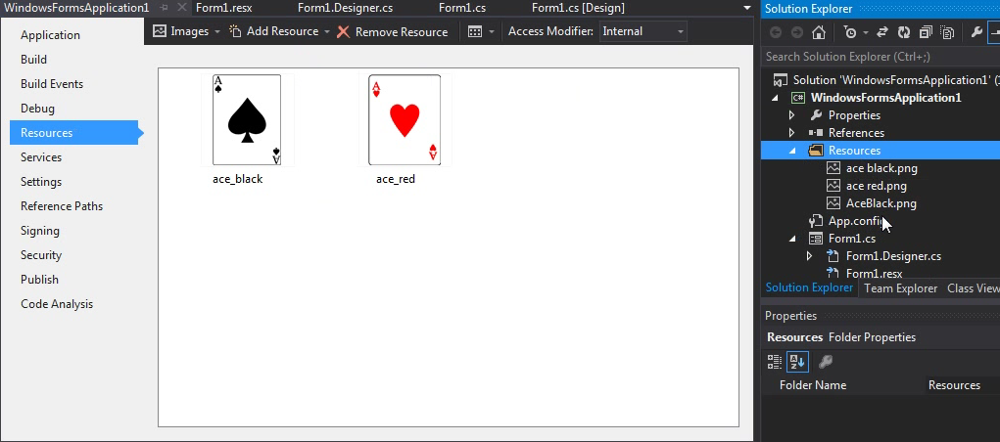 WindowsFormsApplication1 Form1.resx Form1.Designer.cs Form1.cs Form1.cs [Design]
Application
Build
Build Events
Debug
Resources
Services
Settings
Reference Paths
Signing
Security
Publish
Code Analysis
Images Add Resource Remove Resource Access Modifier: Internal
A A
A A
ace_black ace_red
Solution Explorer
Search Solution Explorer (Ctrl+;)
Solution 'WindowsFormsApplication1' (
C# WindowsFormsApplication1
Properties
References
Resources
ace black.png
ace red.png
AceBlack.png
App.config
Form1.cs
Form1.Designer.cs
Form1.resx
Solution Explorer Team Explorer Class View
Properties
Resources Folder Properties
Folder Name Resources